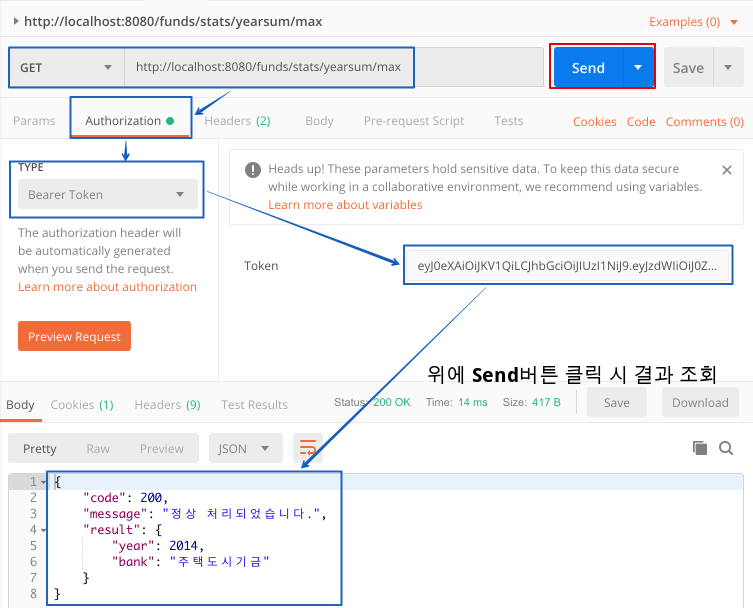 http://localhost:8080/funds/stats/yearsum/max
Examples (0)
GET
http://localhost:8080/funds/stats/yearsum/max
Send
Save
Params
Authorization
Headers (2)
Body
Pre-request Script
Tests
Cookies
Code
Comments (0)
TYPE
Bearer Token
The authorization header will
be automatically generated
when you send the request.
Learn more about authorization
Preview Request
Heads up! These parameters hold sensitive data. To keep this data secure
while working in a collaborative environment, we recommend using variables.
Learn more about variables
Token
eyJ0eXAiOiJKV1QiLCJhbGciOiJIUzI1NiJ9.eyJzdWIiOiJ0Z...
위에 Send버튼 클릭 시 결과 조회
Body
Cookies (1)
Headers (9)
Test Results
Status: 200 OK
Time: 14 ms
Size: 417 B
Save
Download
Pretty
Raw
Preview
JSON
1 {
2 "code": 200,
3 "message": "정상 처리되었습니다.",
4 "result": {
5 "year": 2014,
6 "bank": "주택도시기금"
7 }
8 }